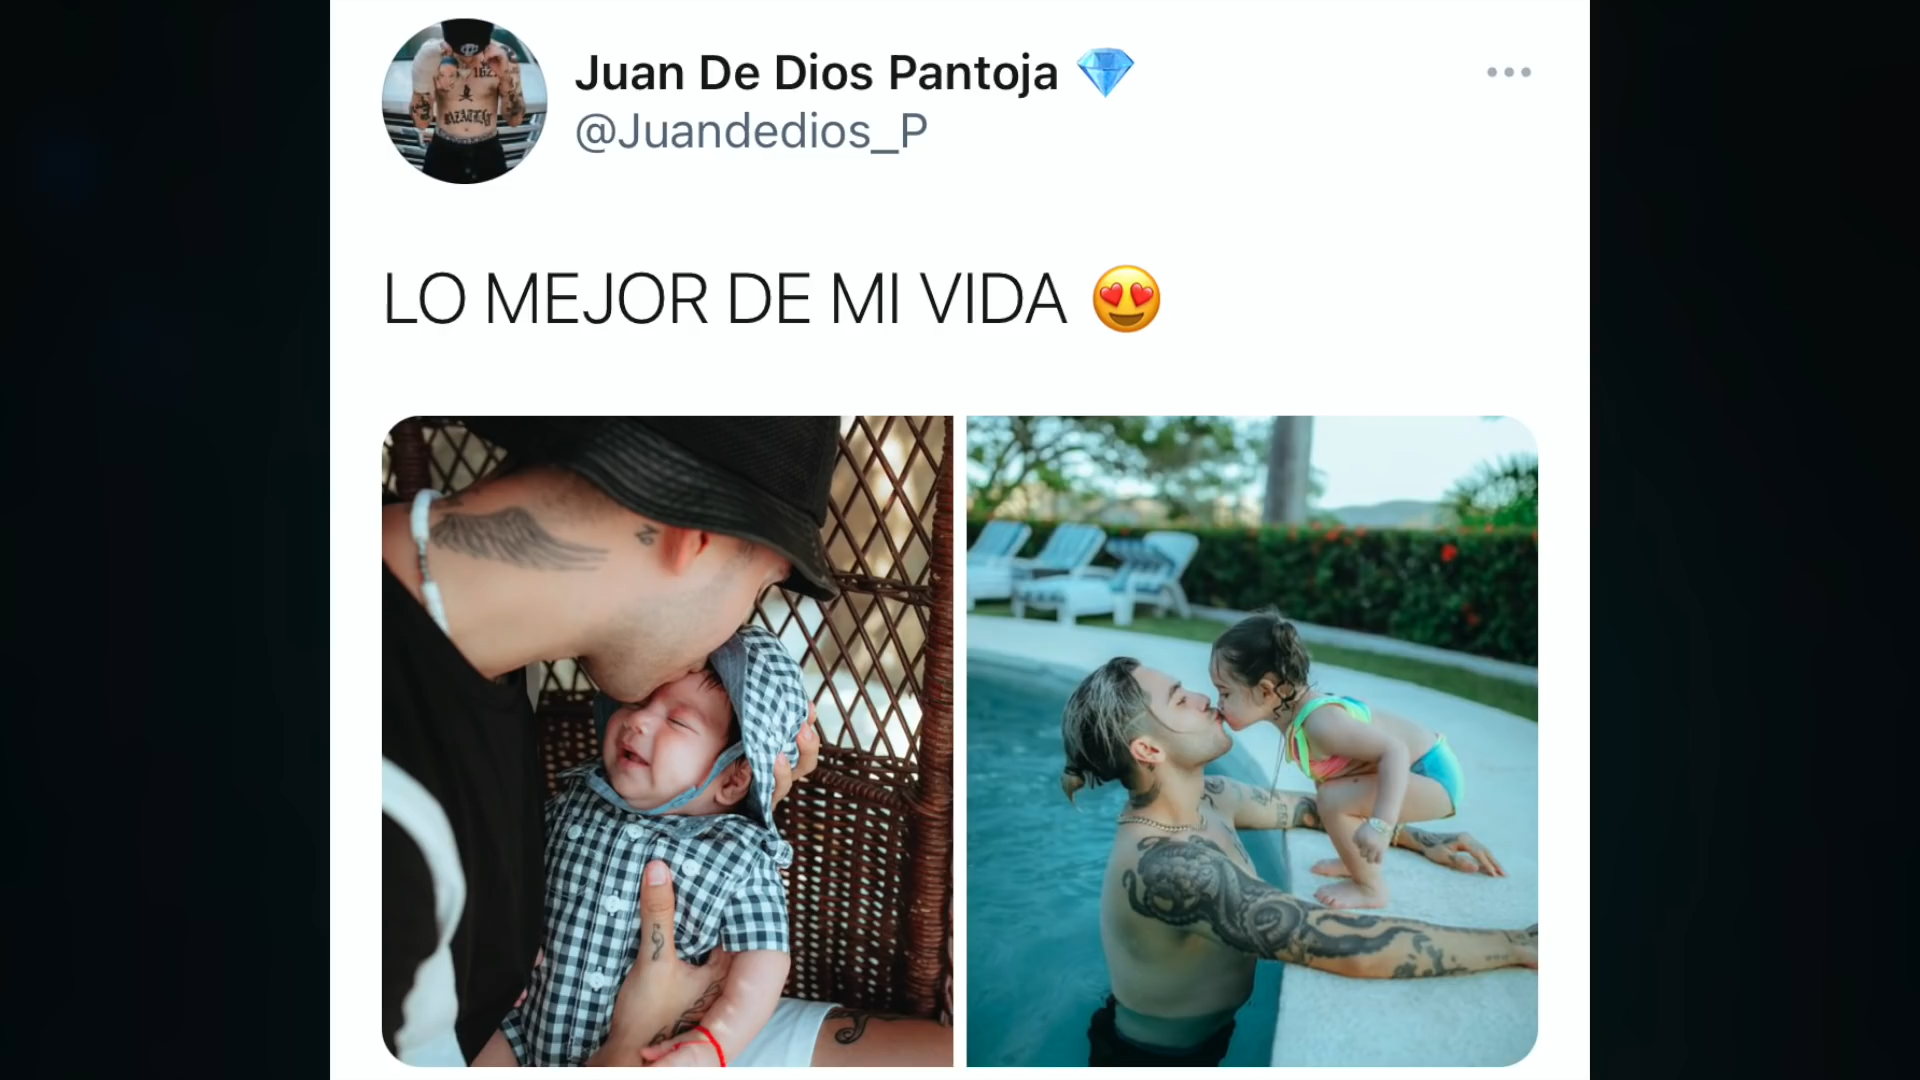 Juan De Dios Pantoja 💎
@Juandedios_P
LO MEJOR DE MI VIDA 😍